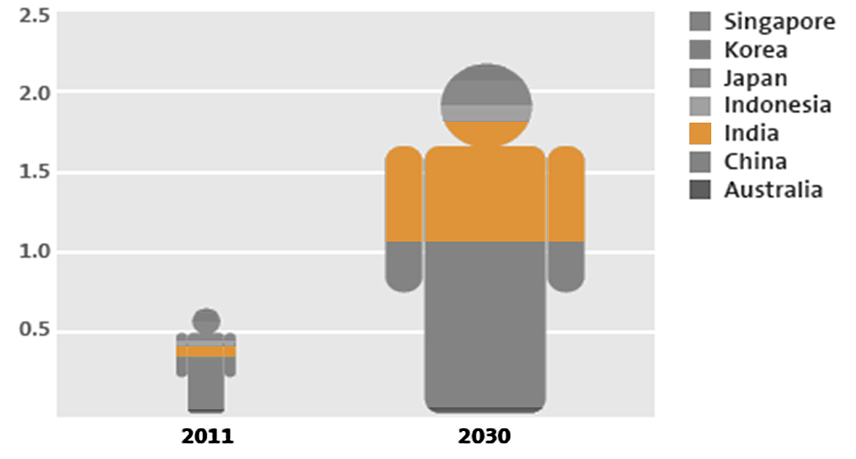 2.5
2.0
1.5
1.0
0.5
2011
2030
Singapore
Korea
Japan
Indonesia
India
China
Australia